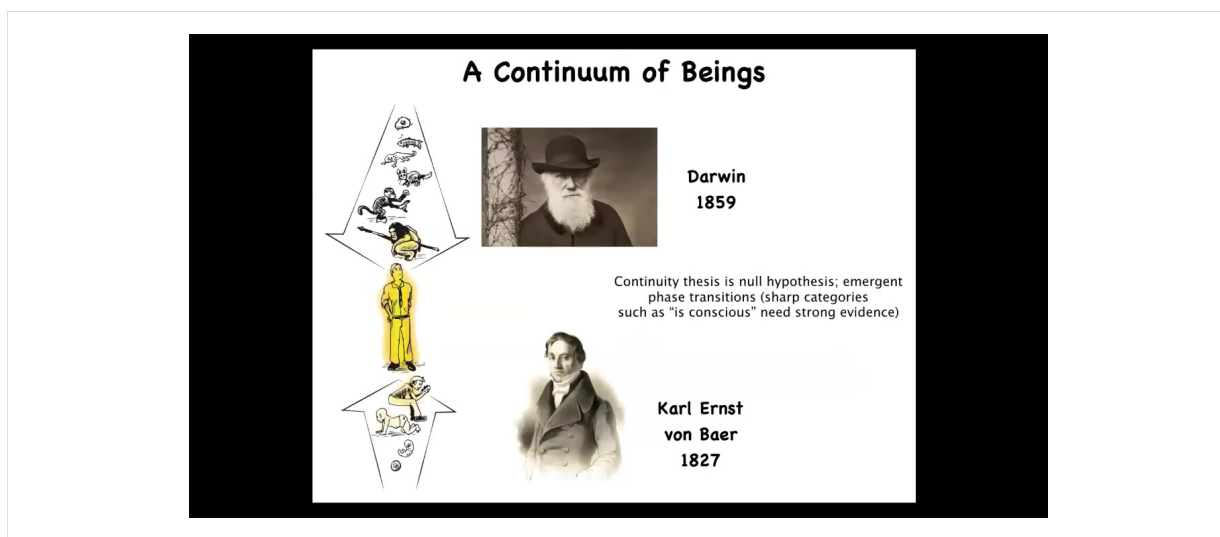 A Continuum of Beings
Darwin
1859
Continuity thesis is null hypothesis; emergent
phase transitions (sharp categories
such as “is conscious” need strong evidence)
Karl Ernst
von Baer
1827